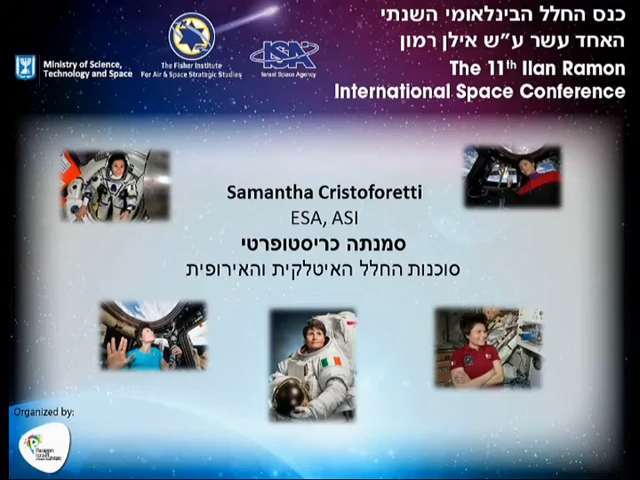 כנס החלל הבינלאומי השנתי
האחד עשר ע״ש אילן רמון
The 11th Ilan Ramon
International Space Conference
Ministry of Science,
Technology and Space
The Fisher Institute
For Air & Space Strategic Studies
ISA
Israel Space Agency
Samantha Cristoforetti
ESA, ASI
סמנתה כריסטופרטי
סוכנות החלל האיטלקית והאירופית
Organized by: